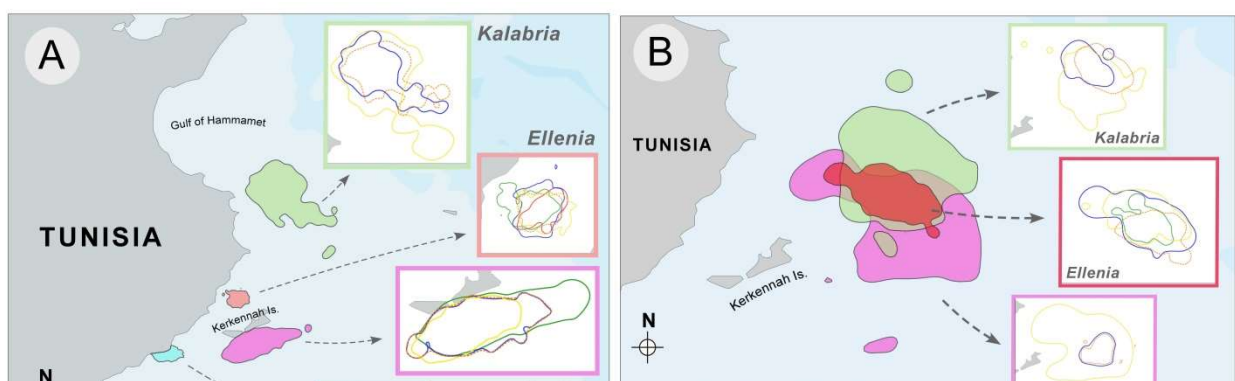 A
Kalabria
Gulf of Hammamet
Ellenia
TUNISIA
Kerkennah Is.
N
B
TUNISIA
Kalabria
Kerkennah Is.
Ellenia
N